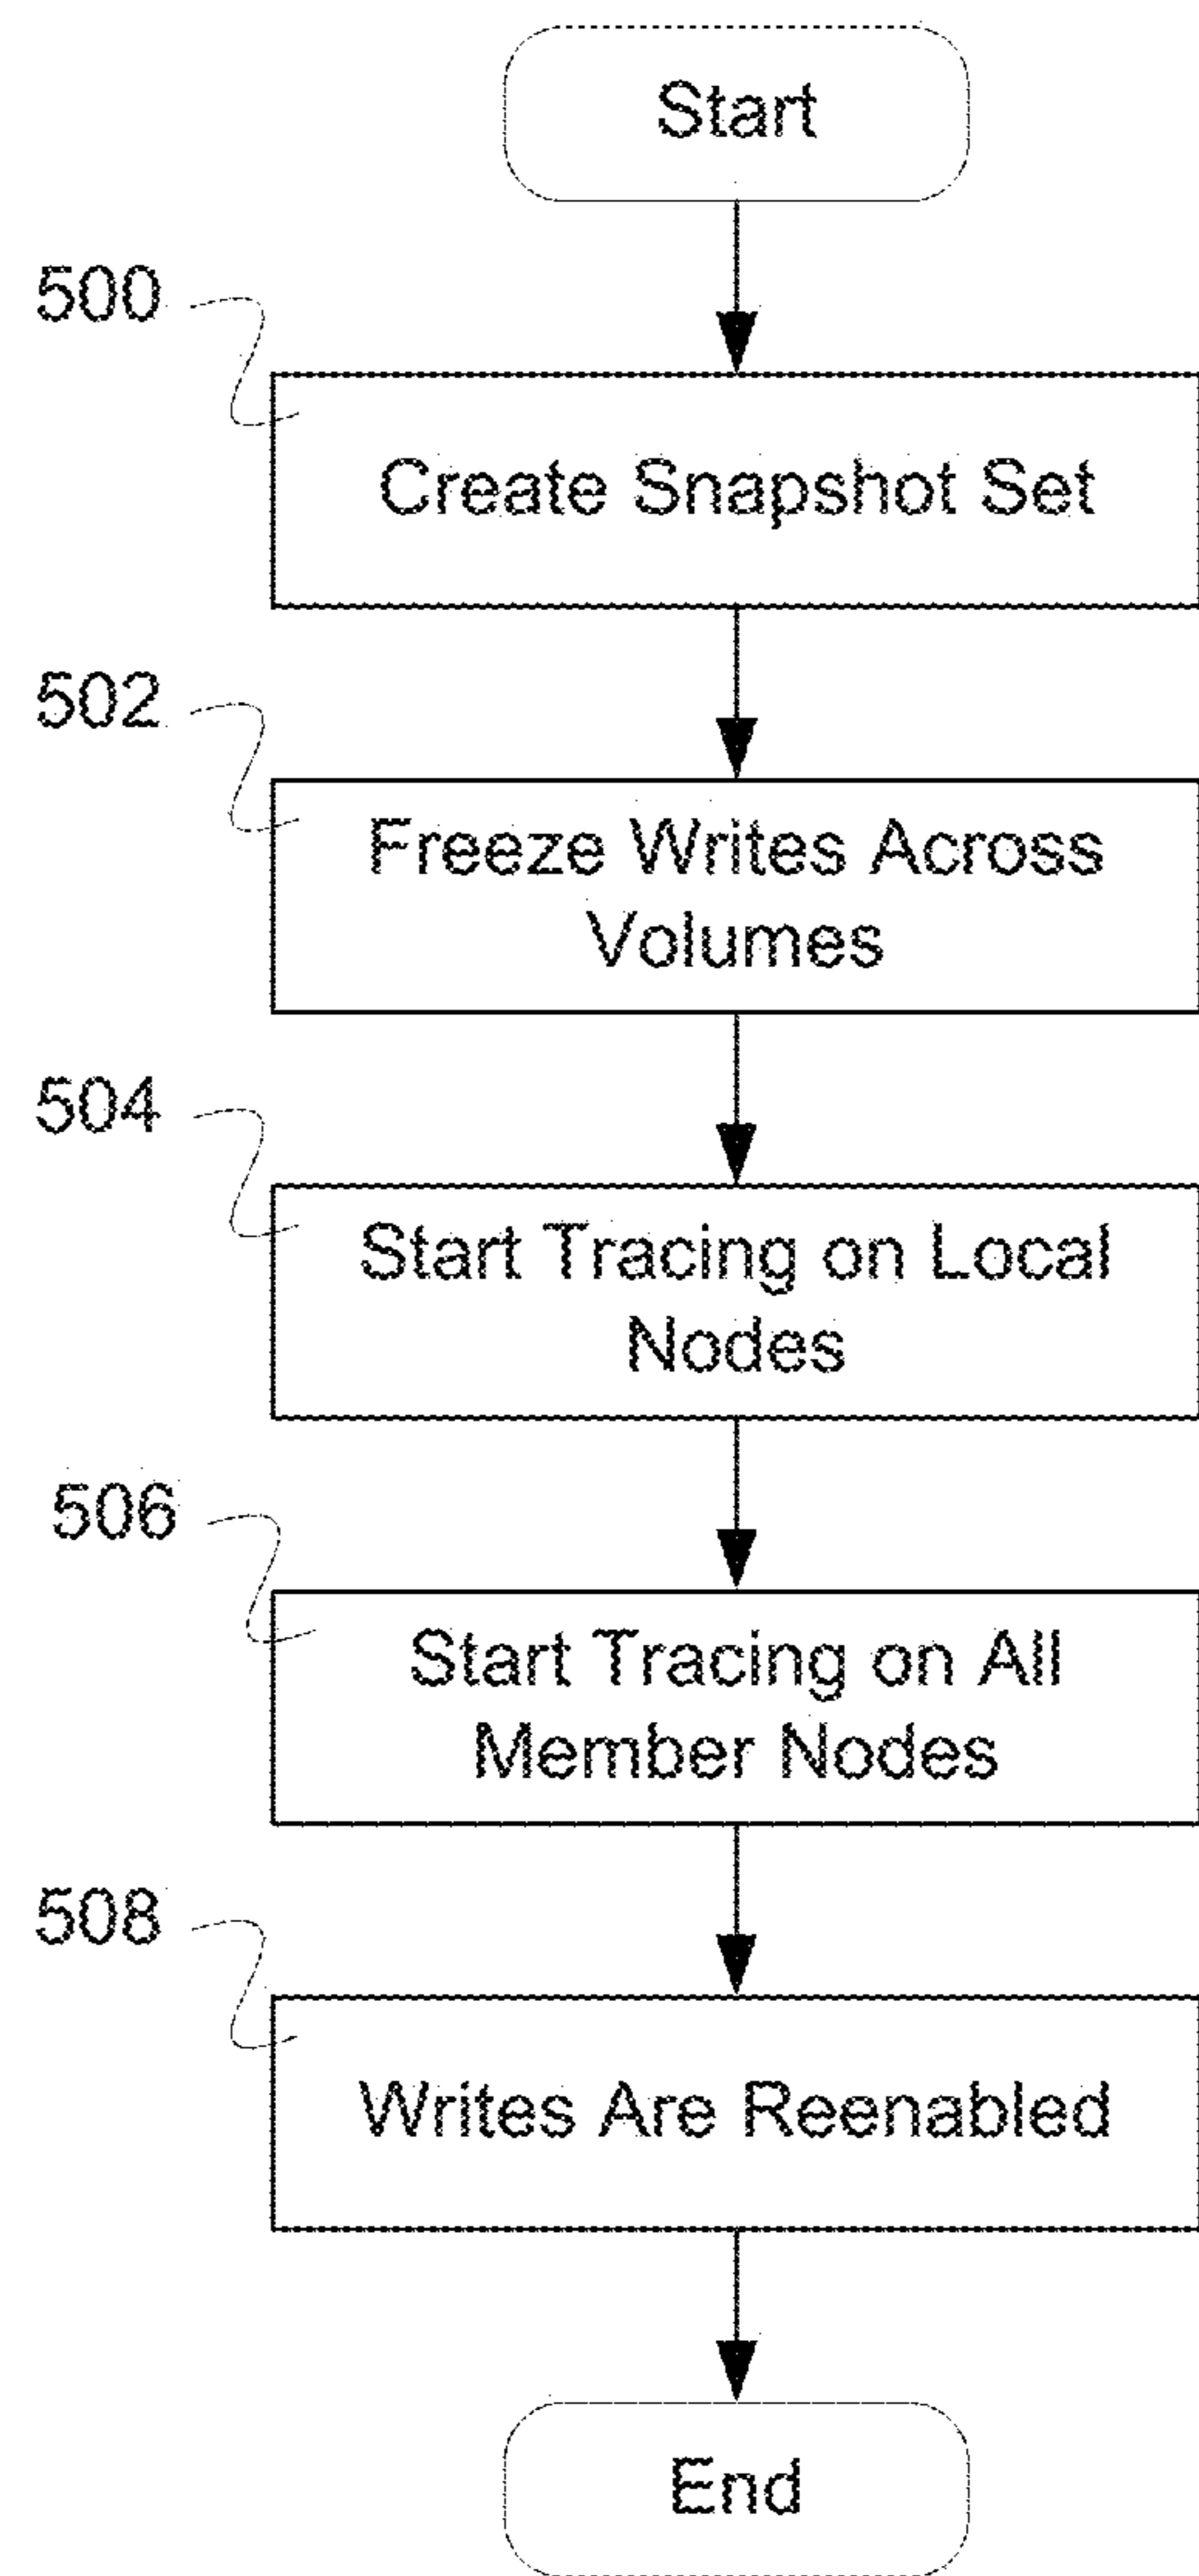 Start
500
Create Snapshot Set
502
Freeze Writes Across
Volumes
504
Start Tracing on Local
Nodes
506
Start Tracing on All
Member Nodes
508
Writes Are Reenabled
End